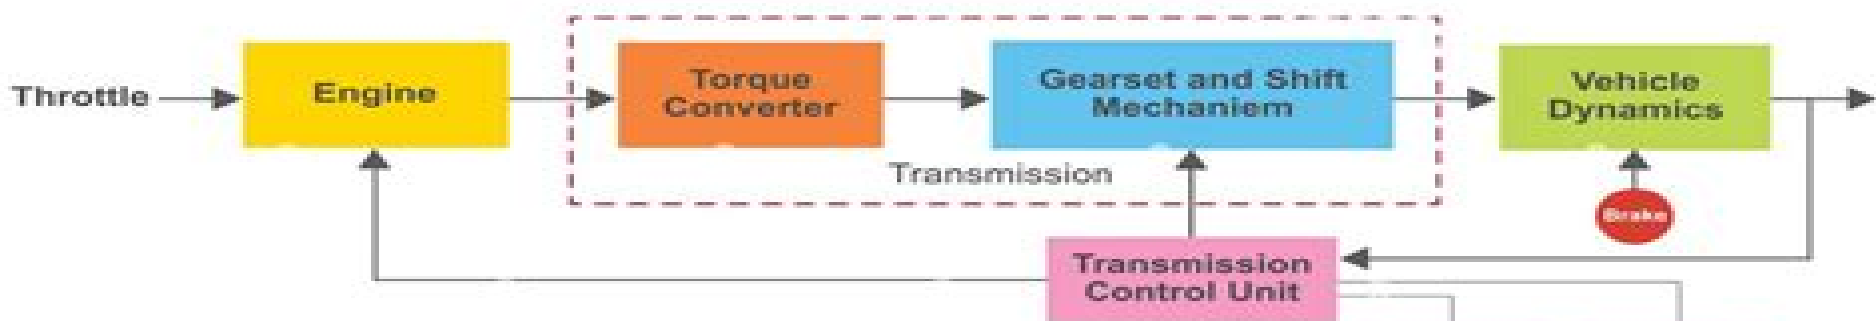 Throttle
Engine
Torque
Converter
Gearset and Shift
Mechaniem
Vehicle
Dynamics
Transmission
Brake
Transmission
Control Unit